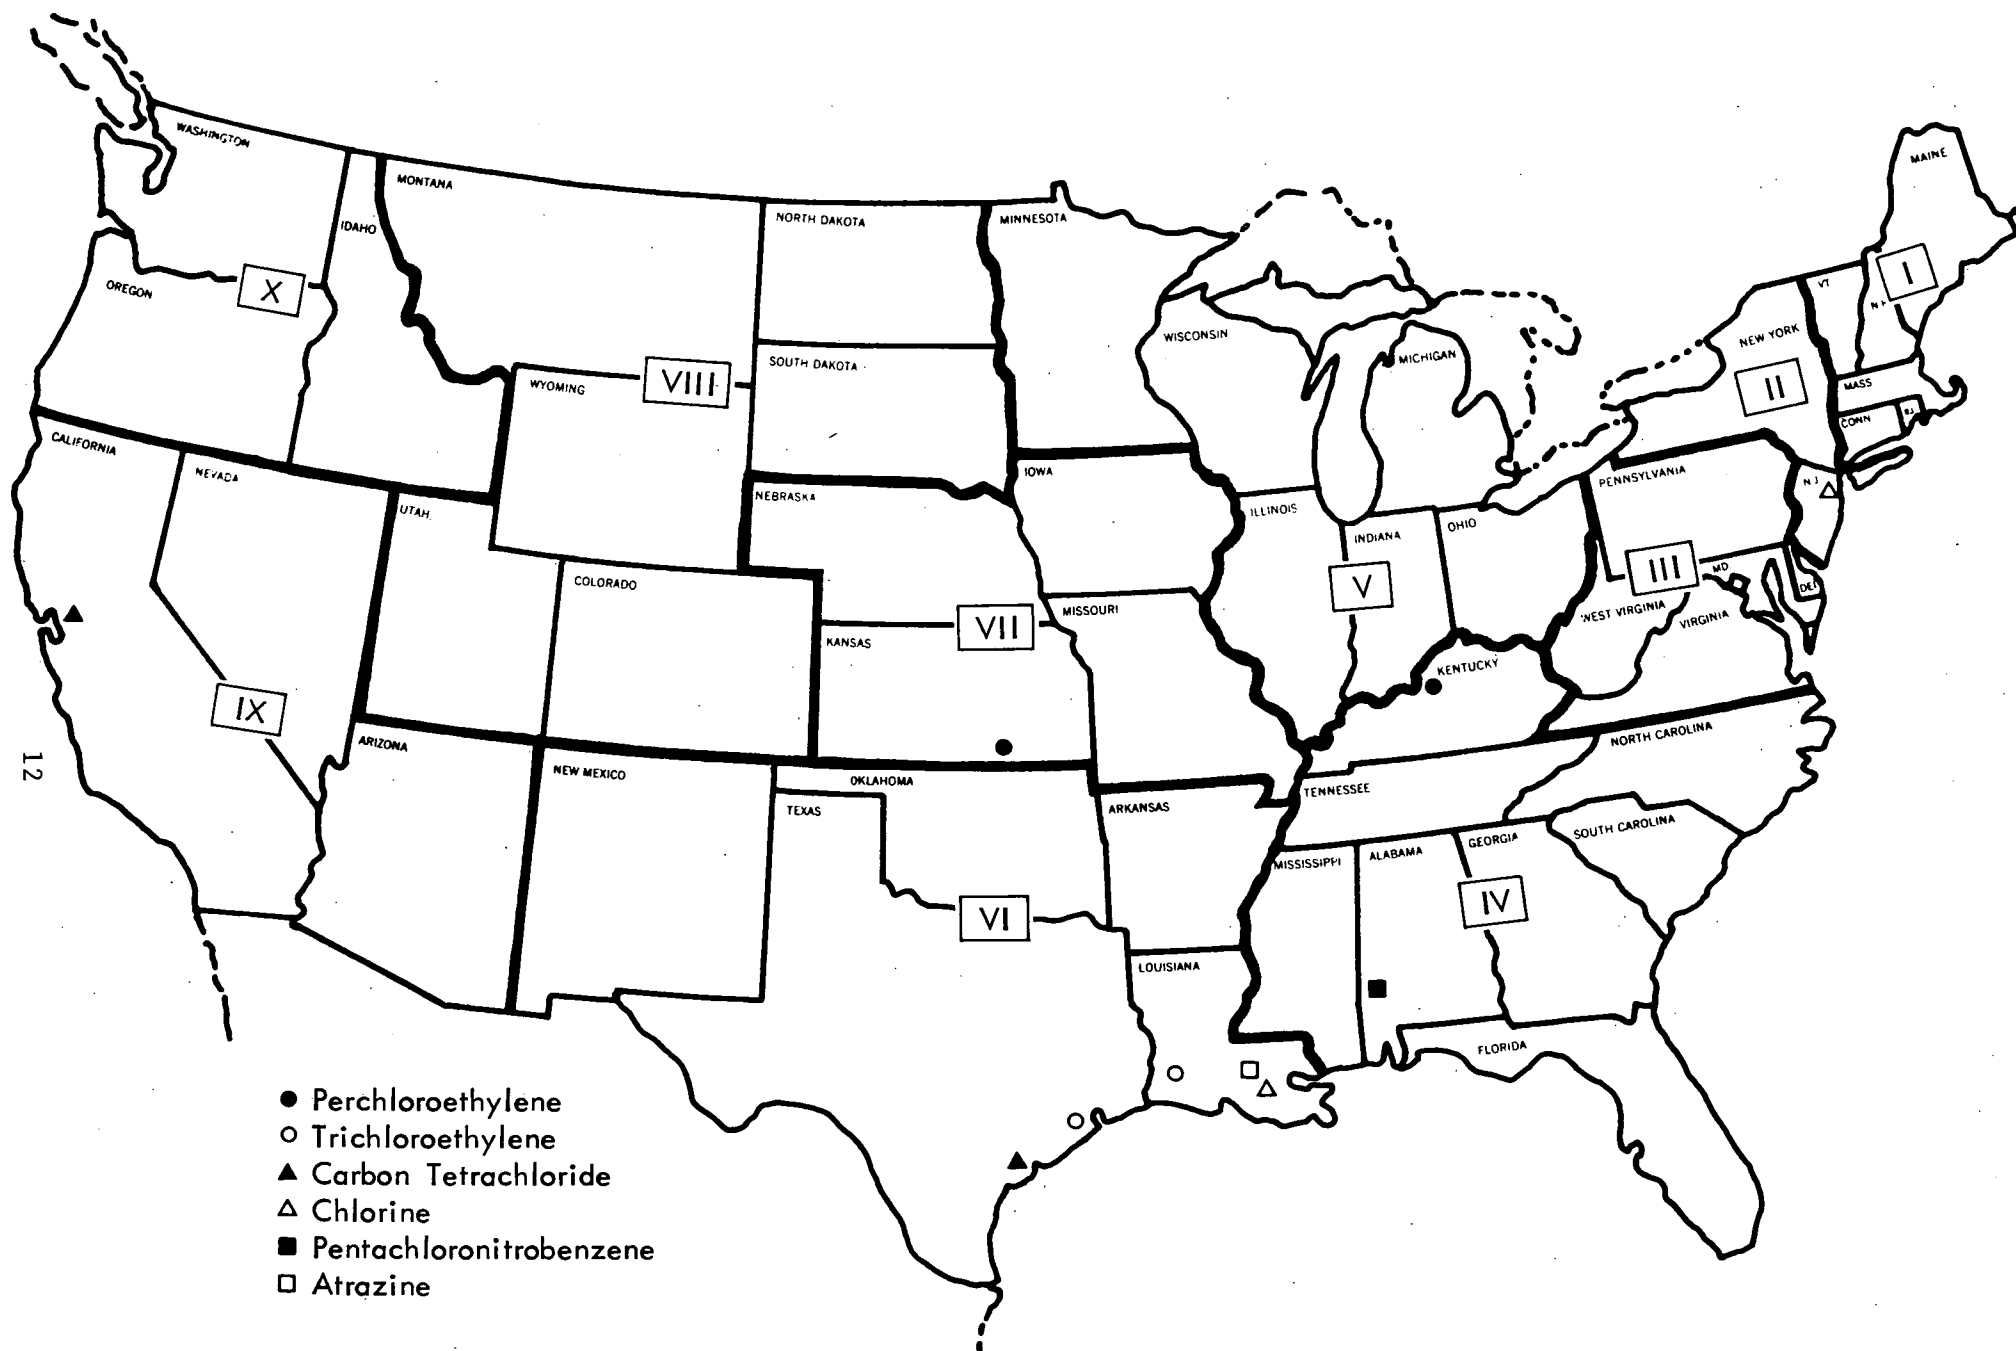 WASHINGTON
MONTANA
IDAHO
NORTH DAKOTA
MINNESOTA
MAINE
I
OREGON
X
VT
N H
WISCONSIN
MICHIGAN
NEW YORK
II
SOUTH DAKOTA
WYOMING
VIII
MASS
CONN
R.I.
CALIFORNIA
NEVADA
UTAH
NEBRASKA
IOWA
ILLINOIS
INDIANA
OHIO
PENNSYLVANIA
N J
III
MD
DEL
COLORADO
V
MISSOURI
VII
KANSAS
WEST VIRGINIA
VIRGINIA
KENTUCKY
IX
ARIZONA
NEW MEXICO
OKLAHOMA
TEXAS
ARKANSAS
TENNESSEE
NORTH CAROLINA
12
SOUTH CAROLINA
MISSISSIPPI
ALABAMA
GEORGIA
IV
VI
LOUISIANA
FLORIDA
Perchloroethylene
Trichloroethylene
Carbon Tetrachloride
Chlorine
Pentachloronitrobenzene
Atrazine